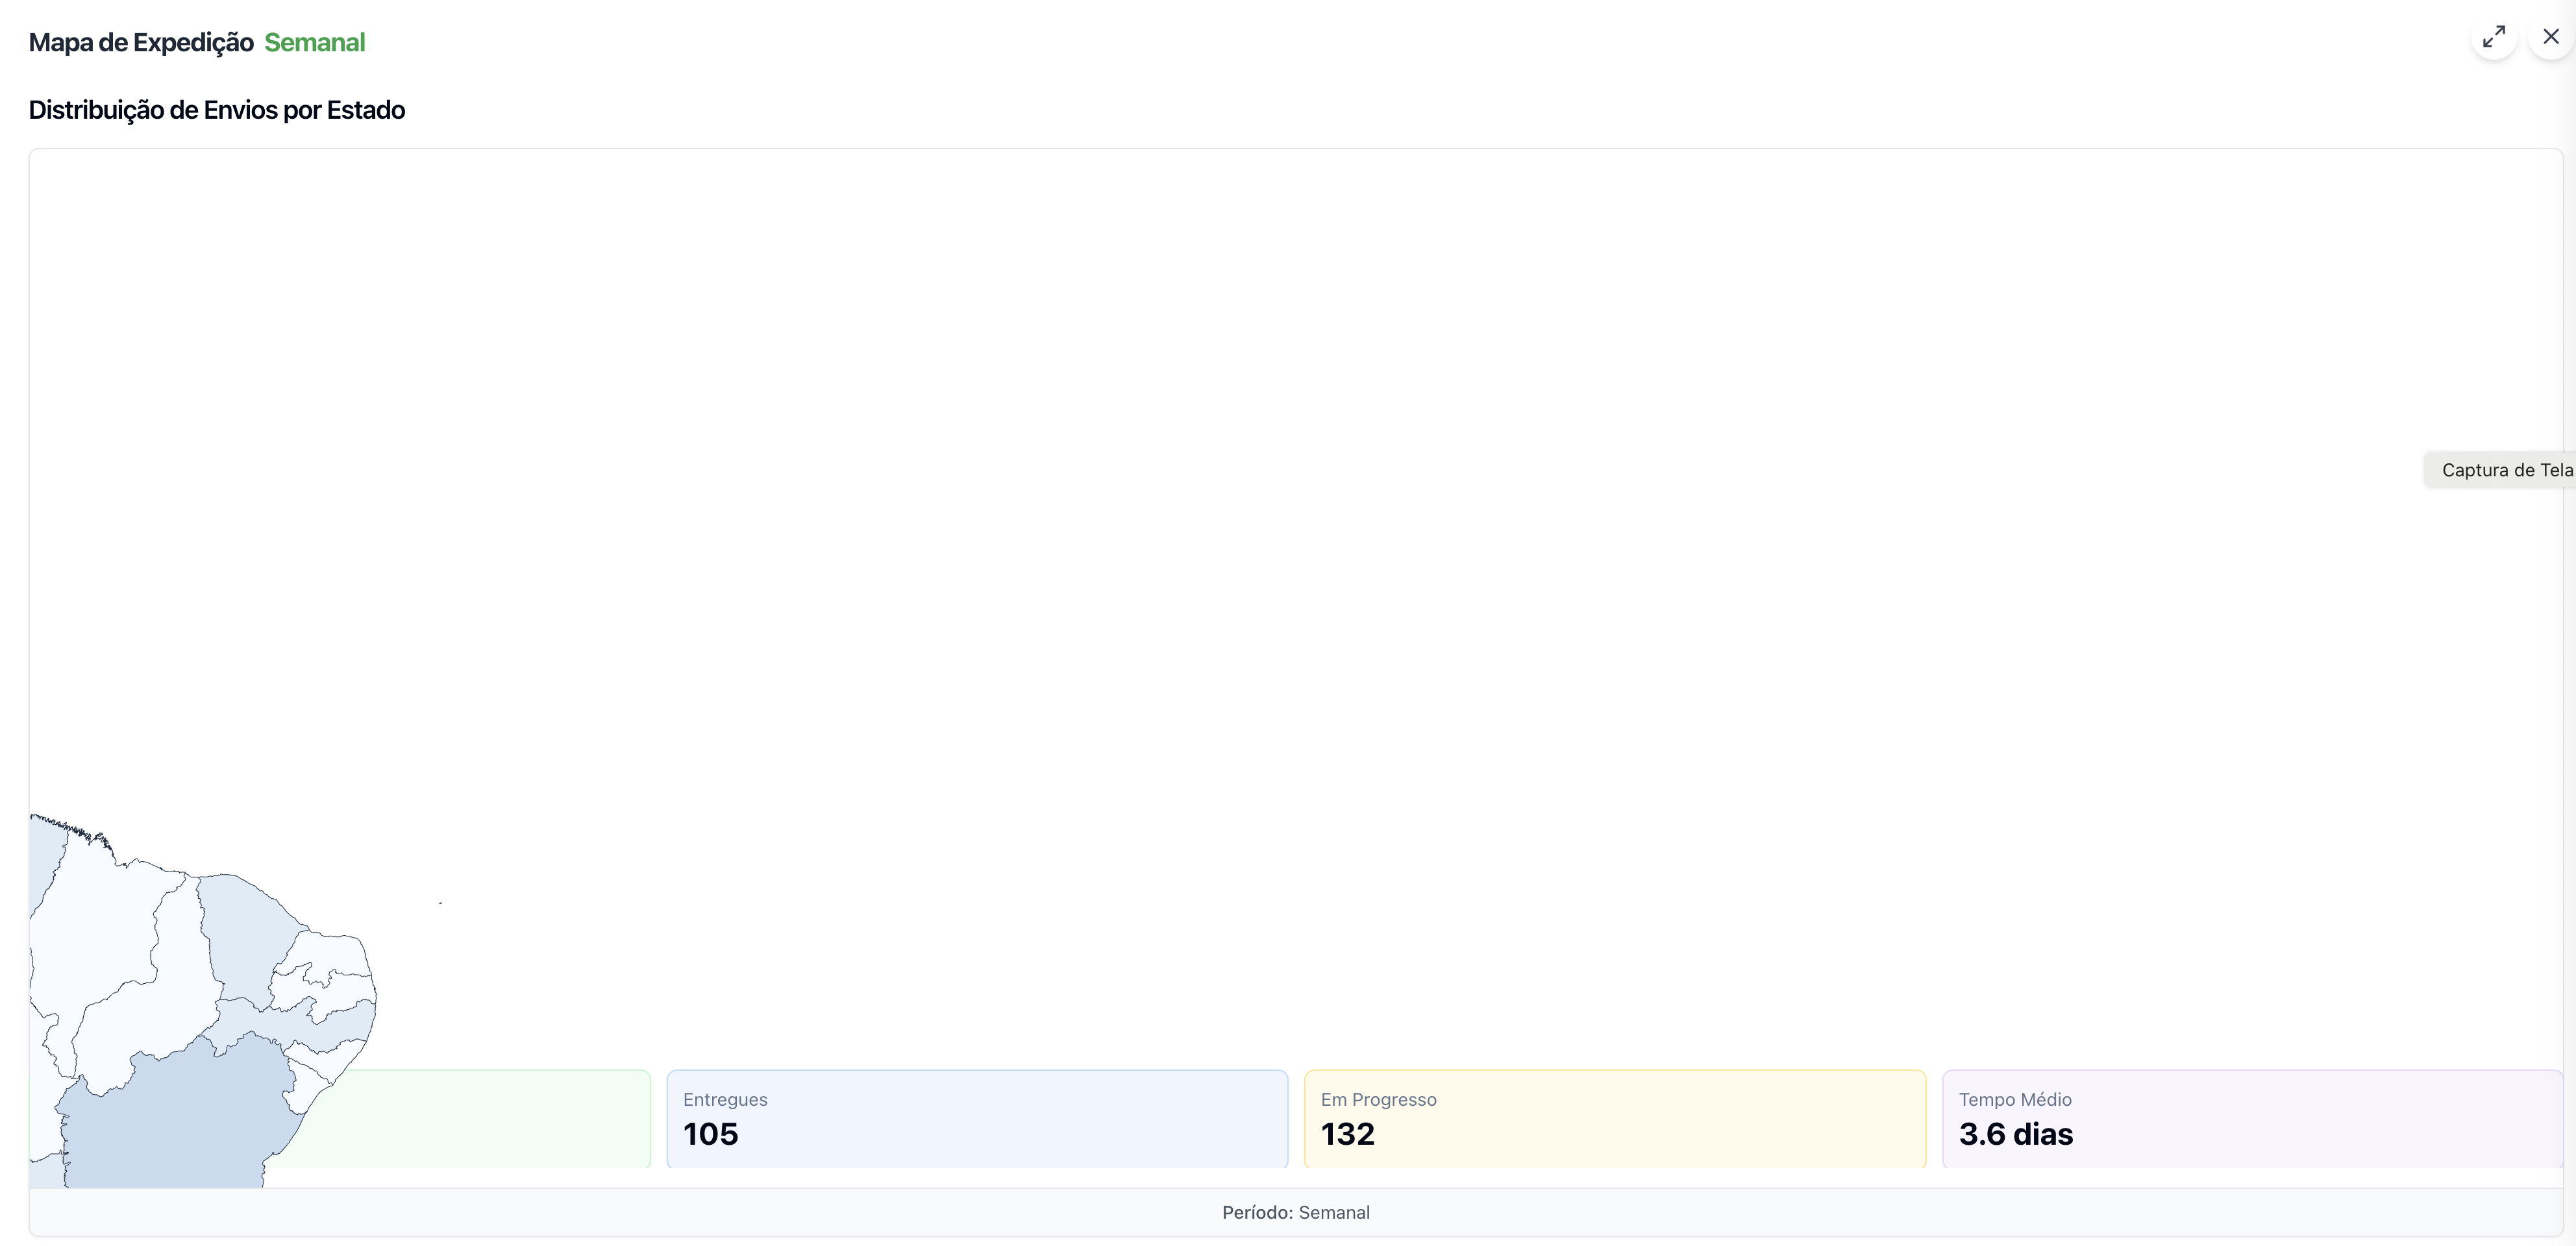 Mapa de Expedição Semanal
Distribuição de Envios por Estado
Captura de Tela
Entregues
105
Em Progresso
132
Tempo Médio
3.6 dias
Período: Semanal